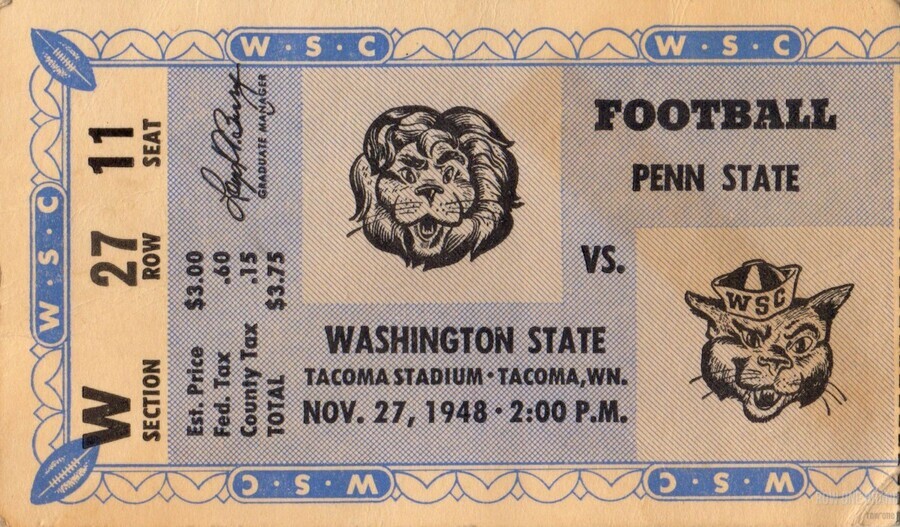 W · S · C
W · S · C
W · S · C
11
SEAT
27
ROW
W
SECTION
GRADUATE MANAGER
Est. Price $3.00
Fed. Tax .60
County Tax .15
TOTAL $3.75
FOOTBALL
PENN STATE
VS.
WASHINGTON STATE
TACOMA STADIUM · TACOMA, WN.
NOV. 27, 1948 · 2:00 P.M.
WSC
W · S · C
W · S · C